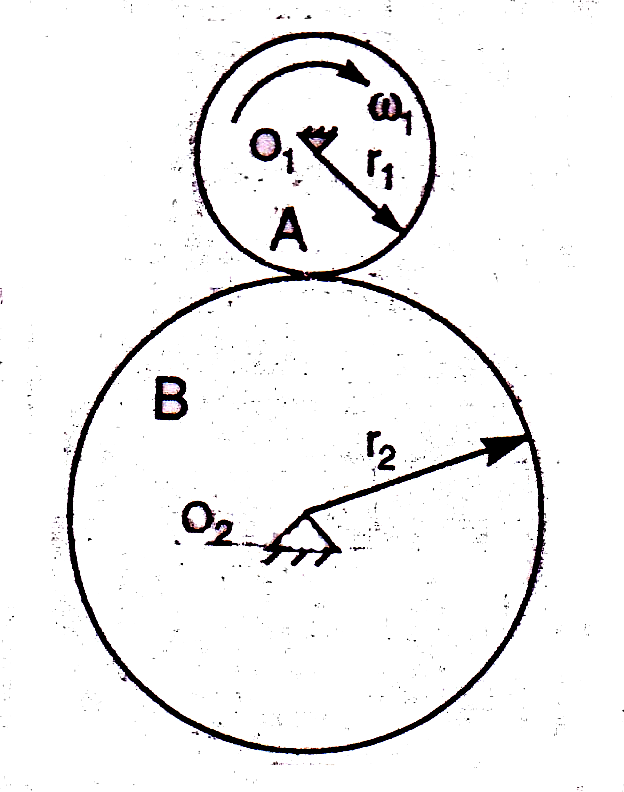 ω₁
O₁
r₁
A
B
r₂
O₂